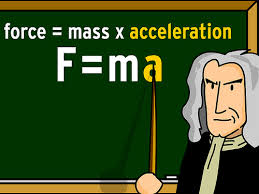 force = mass x acceleration
F=ma